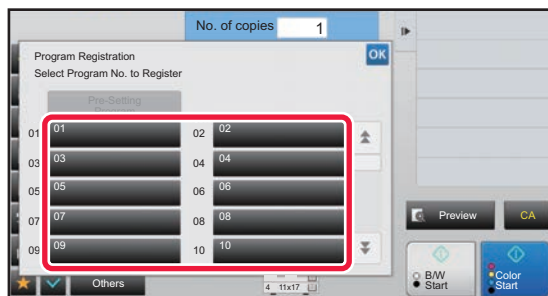 No. of copies 1
Program Registration
OK
Select Program No. to Register
Pre-Setting
01 01 02 02
03 03 04 04
05 05 06 06
07 07 08 08
09 09 10 10
Preview CA
Others
4 11x17
B/W
Start
Color
Start